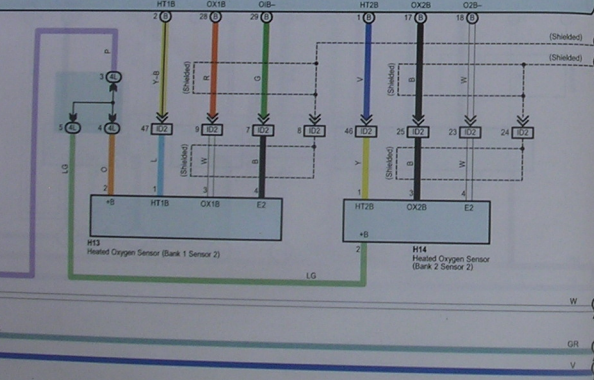 HT1B OX1B O1B− HT2B OX2B O2B−
2 B 28 B 29 B 1 B 17 B 18 B
(Shielded)
(Shielded)
P Y-B (Shielded) R G V (Shielded) B W
3 4L
5 4L 4 4L 47 ID2 9 ID2 7 ID2 8 ID2 46 ID2 25 ID2 23 ID2 24 ID2
LG O L (Shielded) W B Y (Shielded) B W
2 1 3 4 1 3 4
+B HT1B OX1B E2 HT2B OX2B E2
+B
H13
Heated Oxygen Sensor (Bank 1 Sensor 2)
2
H14
Heated Oxygen Sensor
(Bank 2 Sensor 2)
LG
W
GR
V